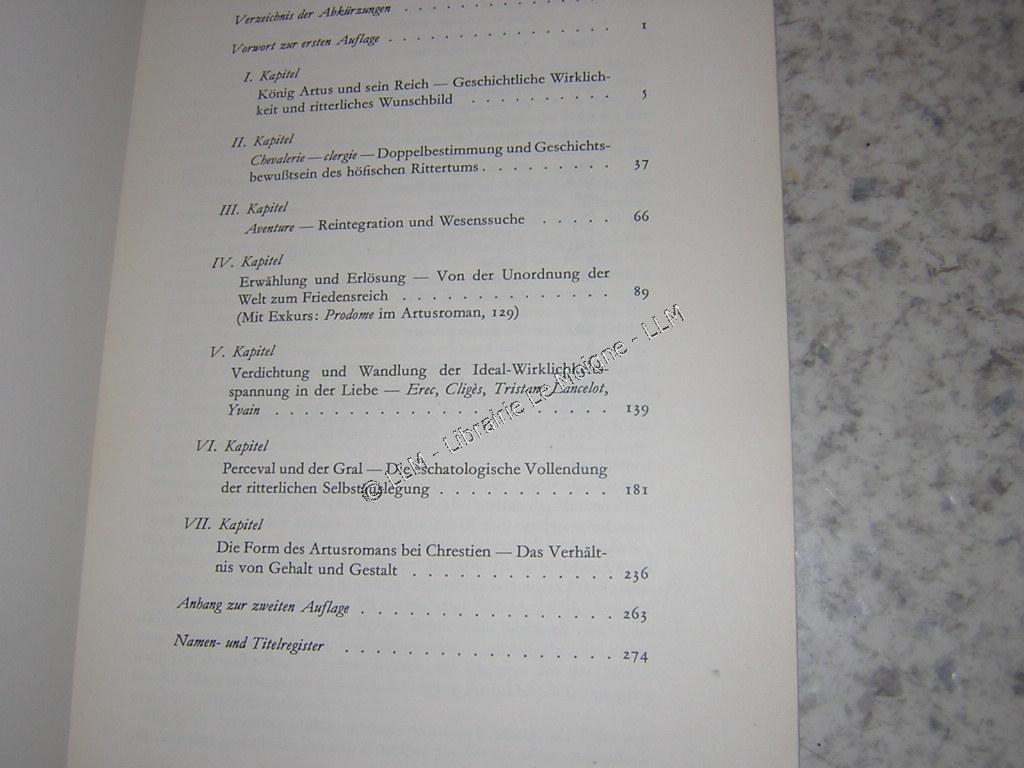 Verzeichnis der Abkürzungen . . . . . . . . . . . . .
Vorwort zur ersten Auflage . . . . . . . . . . . . . . . 1
I. Kapitel
König Artus und sein Reich — Geschichtliche Wirklich-
keit und ritterliches Wunschbild . . . . . . . . . . 5
II. Kapitel
Chevalerie — clergie — Doppelbestimmung und Geschichts-
bewußtsein des höfischen Rittertums . . . . . . . . . 37
III. Kapitel
Aventure — Reintegration und Wesenssuche . . . . . 66
IV. Kapitel
Erwählung und Erlösung — Von der Unordnung der
Welt zum Friedensreich . . . . . . . . . . . . . . 89
(Mit Exkurs: Prodome im Artusroman, 129)
V. Kapitel
Verdichtung und Wandlung der Ideal-Wirklichkeits-
spannung in der Liebe — Erec, Cligès, Tristan, Lancelot,
Yvain . . . . . . . . . . . . . . . . . . . . . . 139
VI. Kapitel
Perceval und der Gral — Die eschatologische Vollendung
der ritterlichen Selbstauslegung . . . . . . . . . . . 181
VII. Kapitel
Die Form des Artusromans bei Chrestien — Das Verhält-
nis von Gehalt und Gestalt . . . . . . . . . . . . . 236
Anhang zur zweiten Auflage . . . . . . . . . . . . . . . . 263
Namen- und Titelregister . . . . . . . . . . . . . . . . . 274
© LLM - Librairie Le Moigne - LLM